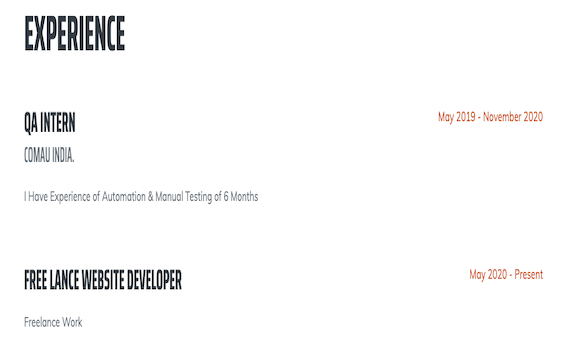 EXPERIENCE
QA INTERN
May 2019 - November 2020
COMAU INDIA.
I Have Experience of Automation & Manual Testing of 6 Months
FREE LANCE WEBSITE DEVELOPER
May 2020 - Present
Freelance Work